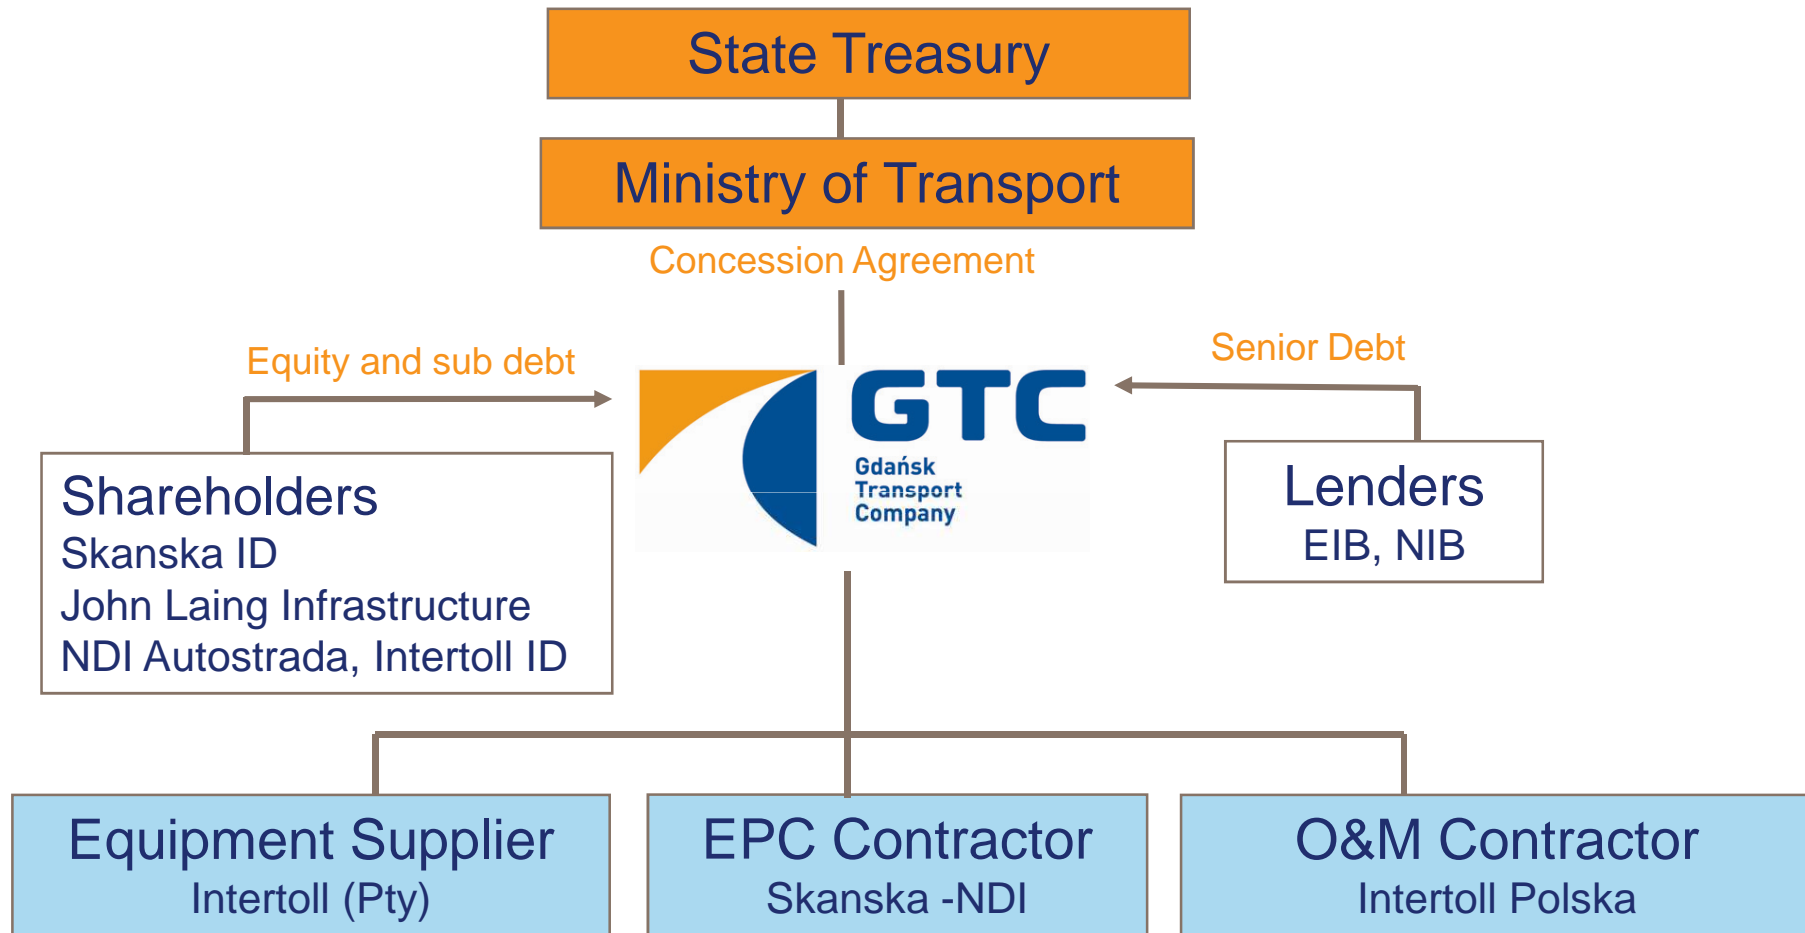 State Treasury
Ministry of Transport
Concession Agreement
Equity and sub debt
Senior Debt
GTC
Gdańsk
Transport
Company
Shareholders
Skanska ID
John Laing Infrastructure
NDI Autostrada, Intertoll ID
Lenders
EIB, NIB
Equipment Supplier
Intertoll (Pty)
EPC Contractor
Skanska -NDI
O&M Contractor
Intertoll Polska